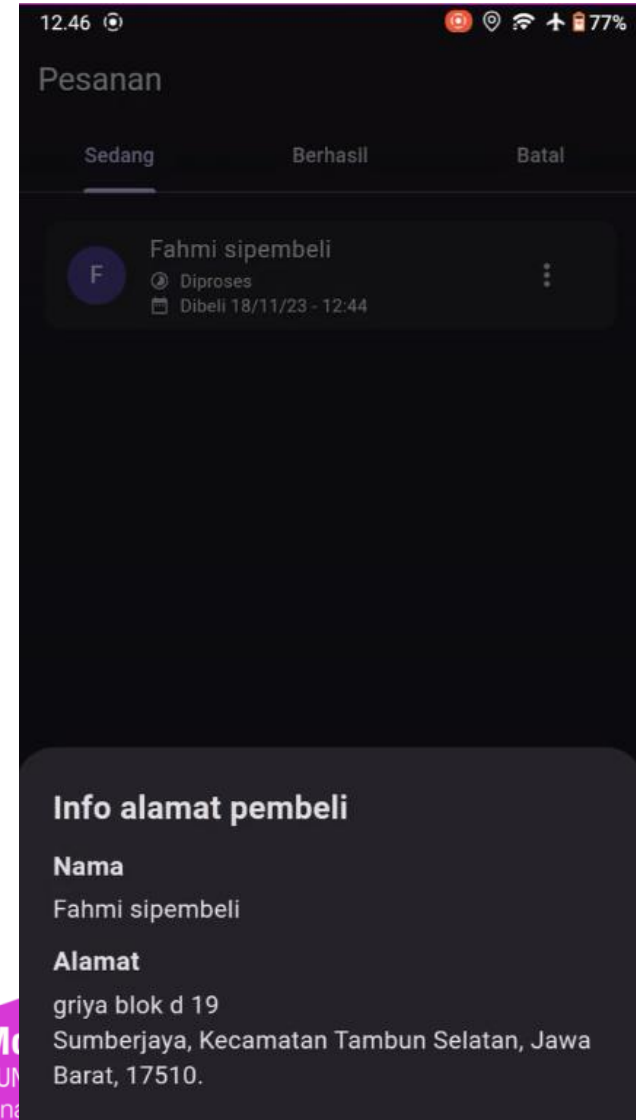 12.46
77%
Pesanan
Sedang Berhasil Batal
F
Fahmi sipembeli
Diproses
Dibeli 18/11/23 - 12:44
Info alamat pembeli
Nama
Fahmi sipembeli
Alamat
griya blok d 19
Sumberjaya, Kecamatan Tambun Selatan, Jawa
Barat, 17510.